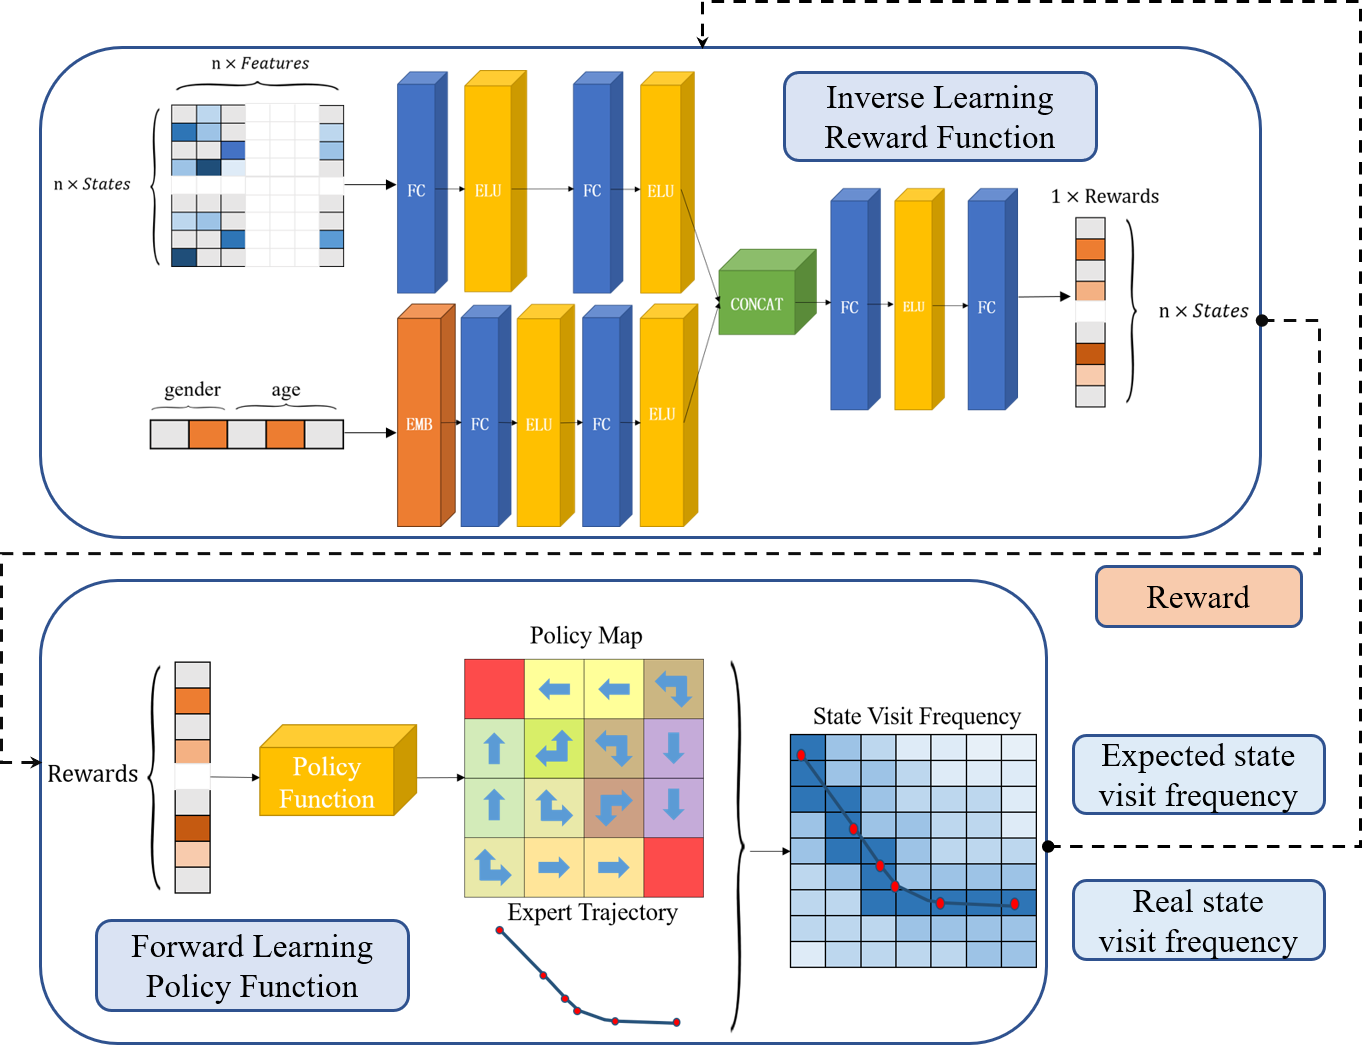 n × Features
Inverse Learning
Reward Function
n × States
FC
ELU
FC
ELU
1 × Rewards
CONCAT
FC
ELU
FC
n × States
gender
age
EMB
FC
ELU
FC
ELU
Reward
Policy Map
State Visit Frequency
Rewards
Policy
Function
Expected state
visit frequency
Expert Trajectory
Real state
visit frequency
Forward Learning
Policy Function